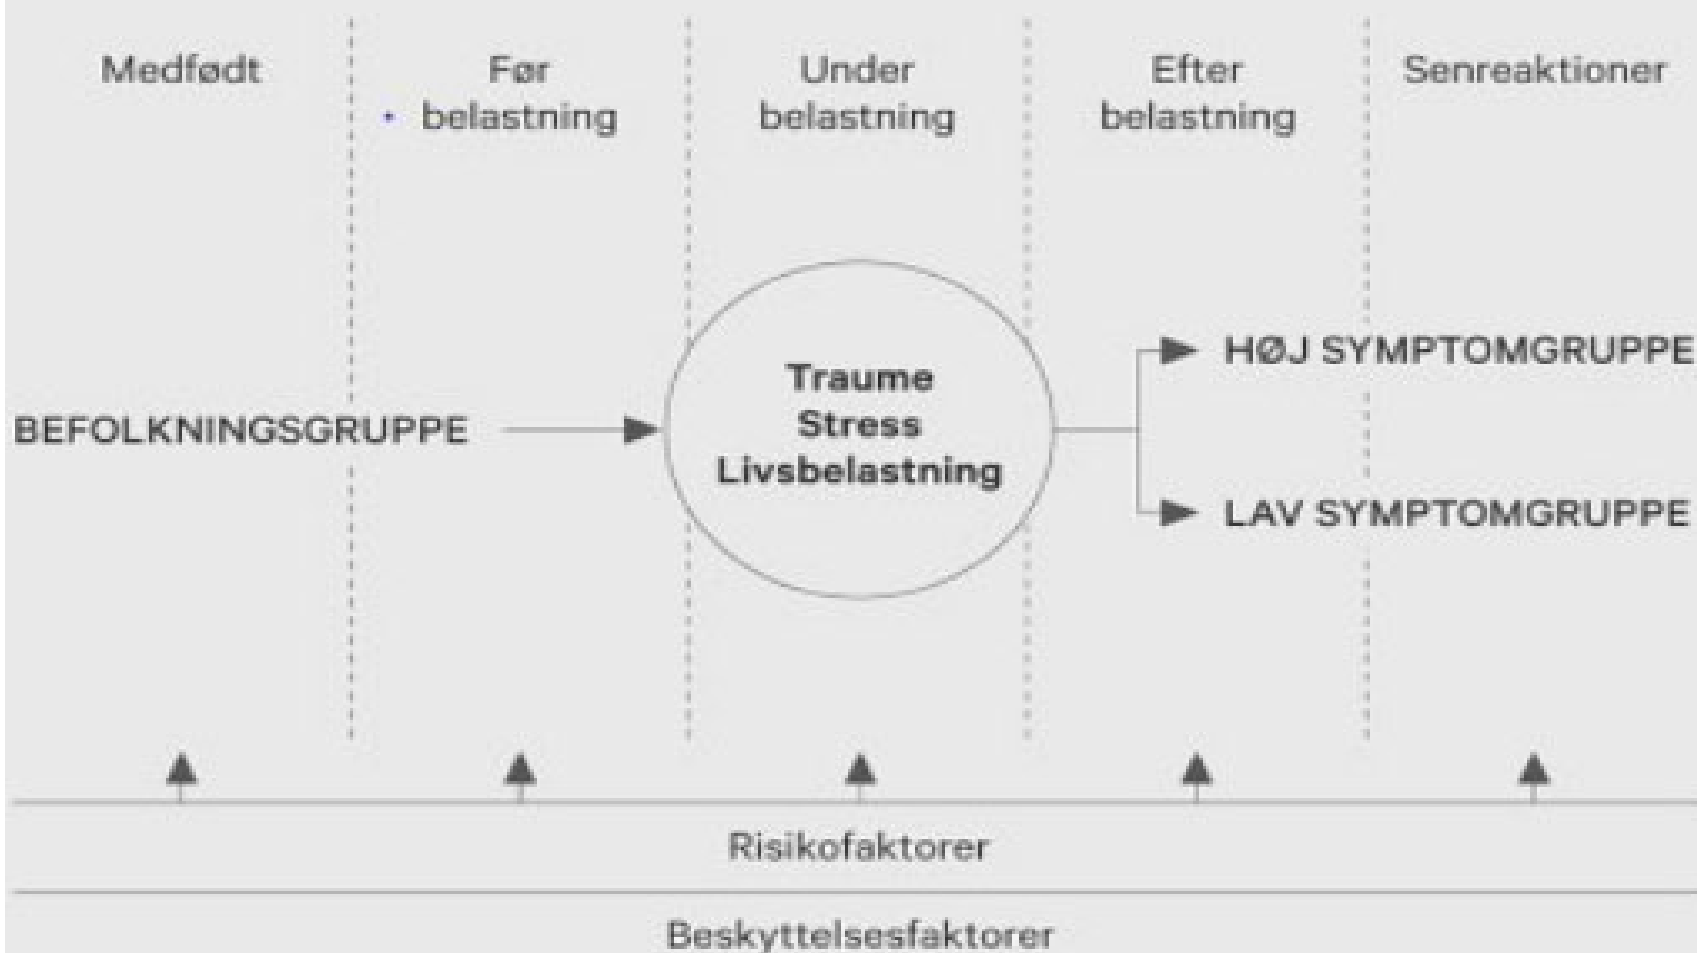 Medfødt
Før
belastning
Under
belastning
Efter
belastning
Senreaktioner
BEFOLKNINGSGRUPPE
Traume
Stress
Livsbelastning
HØJ SYMPTOMGRUPPE
LAV SYMPTOMGRUPPE
Risikofaktorer
Beskyttelsesfaktorer